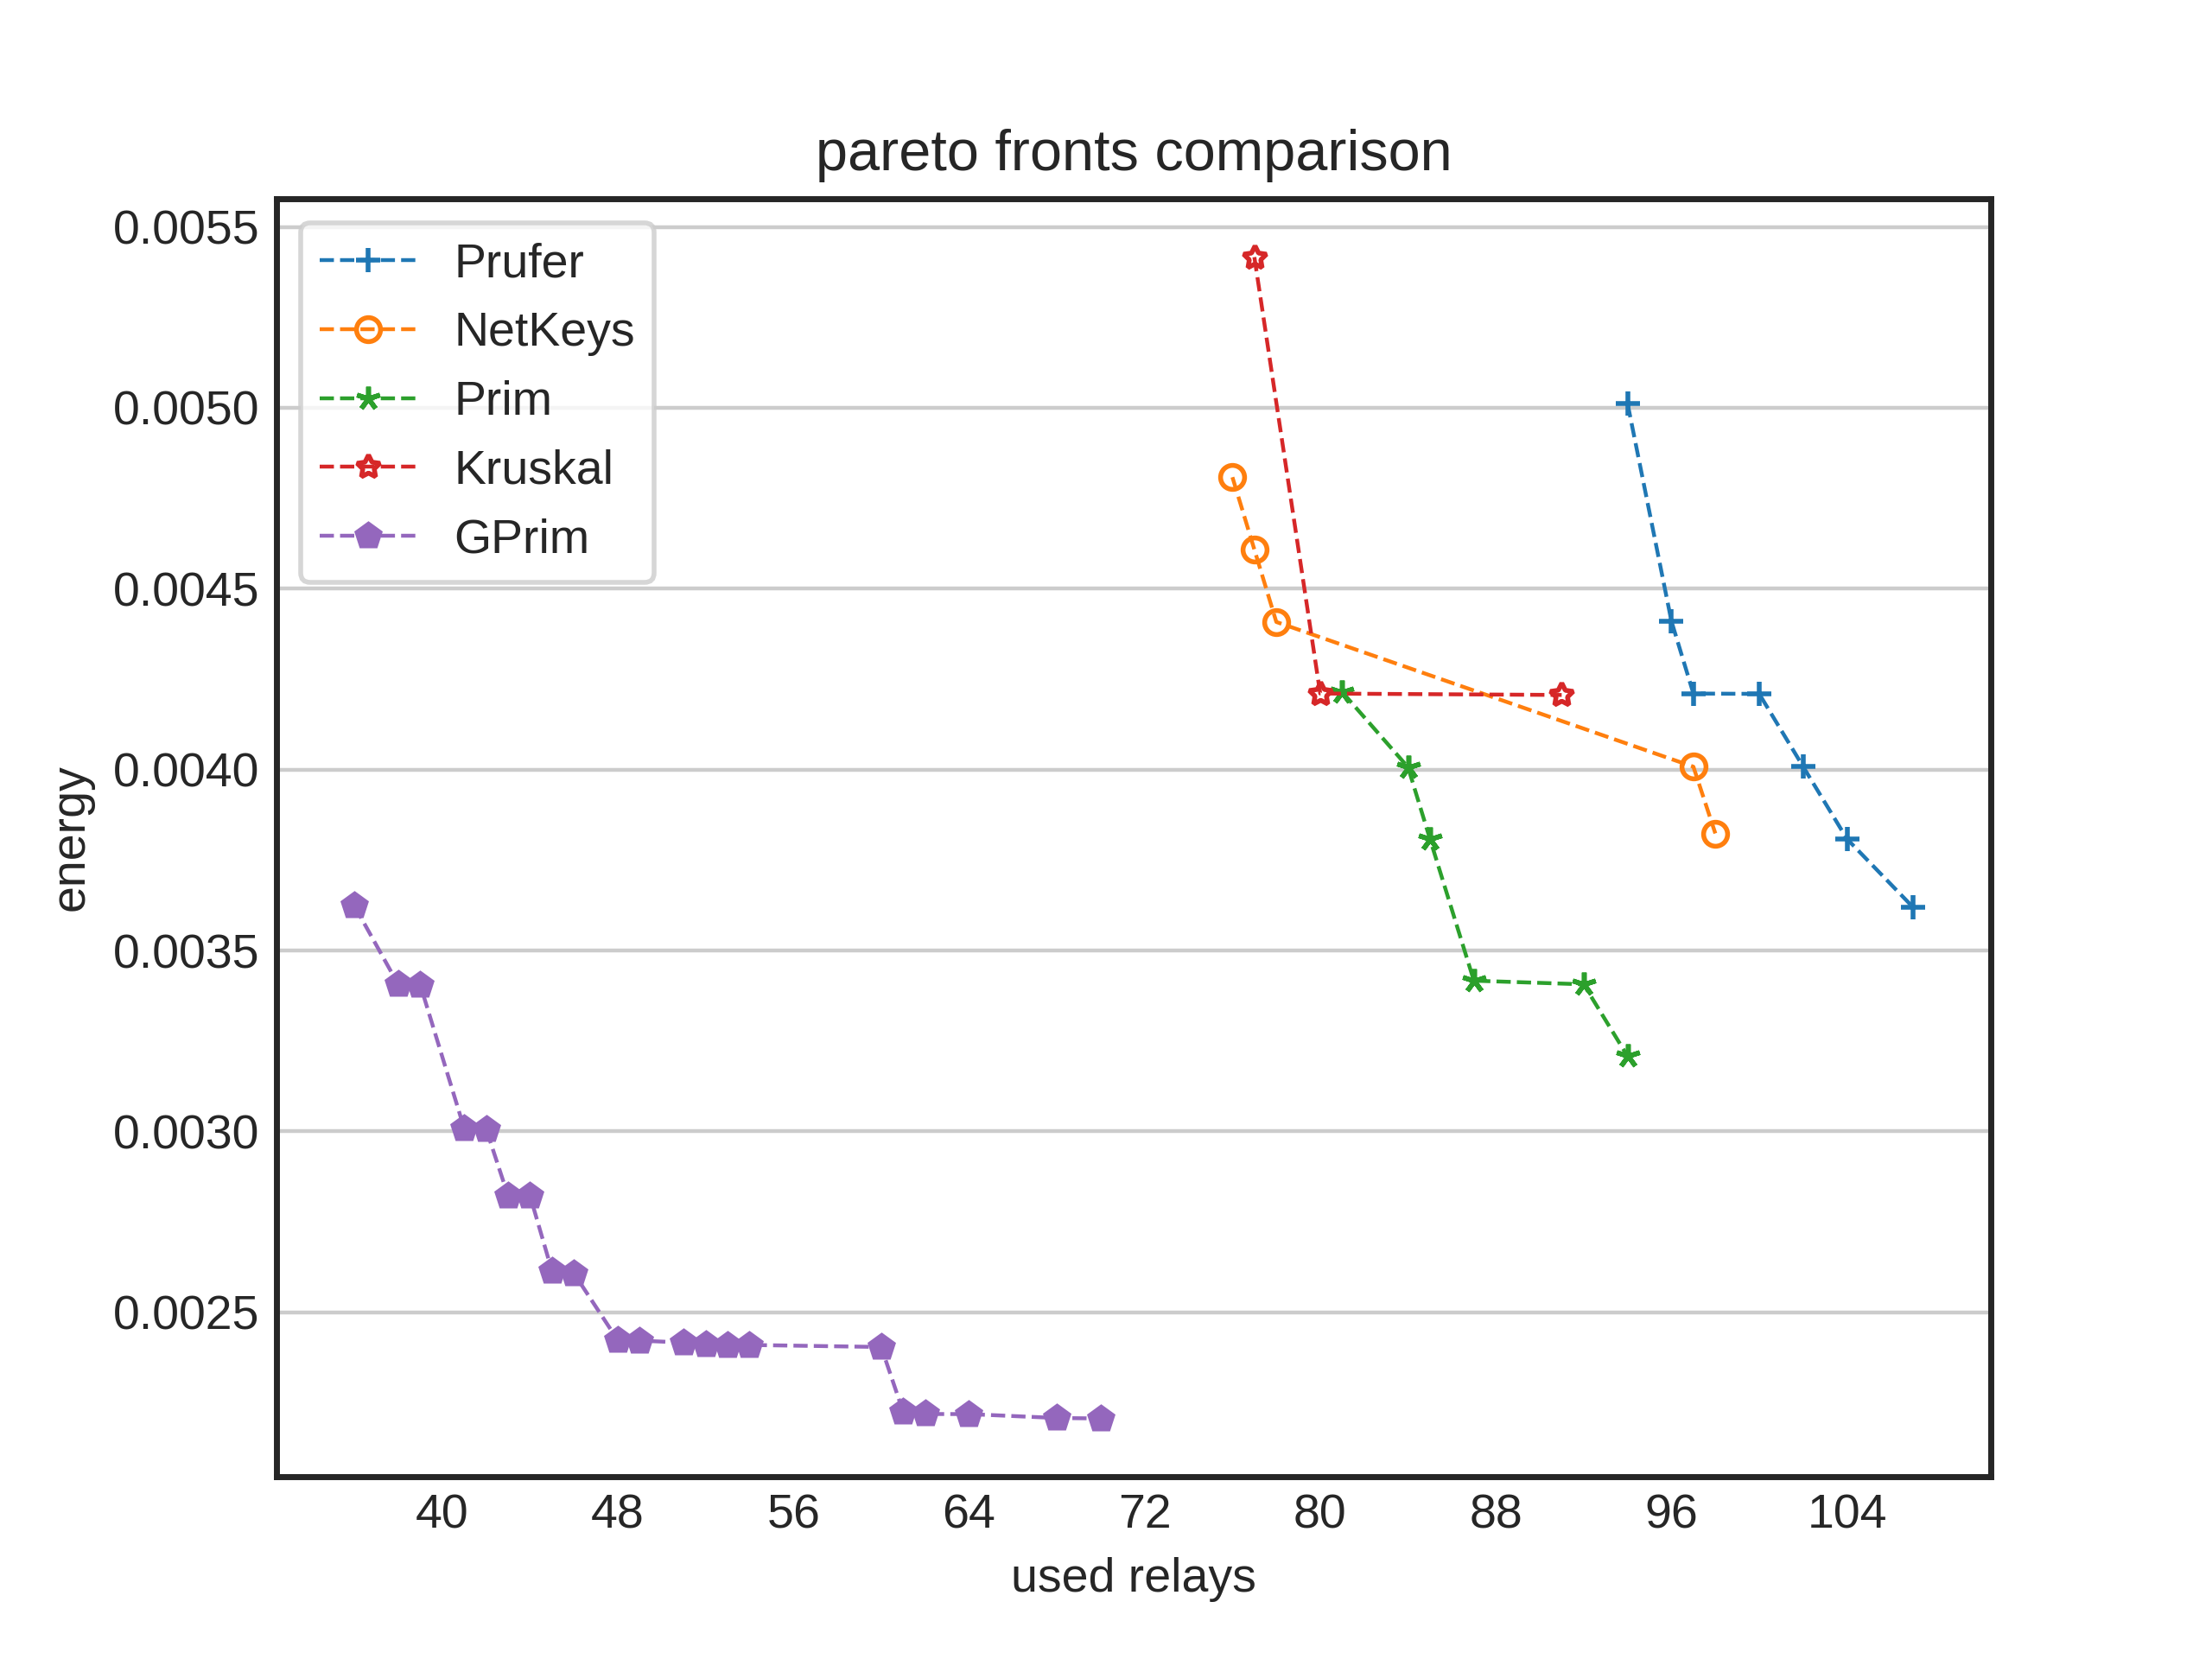 pareto fronts comparison
0.0055
0.0050
0.0045
0.0040
0.0035
0.0030
0.0025
energy
Prufer
NetKeys
Prim
Kruskal
GPrim
40 48 56 64 72 80 88 96 104
used relays